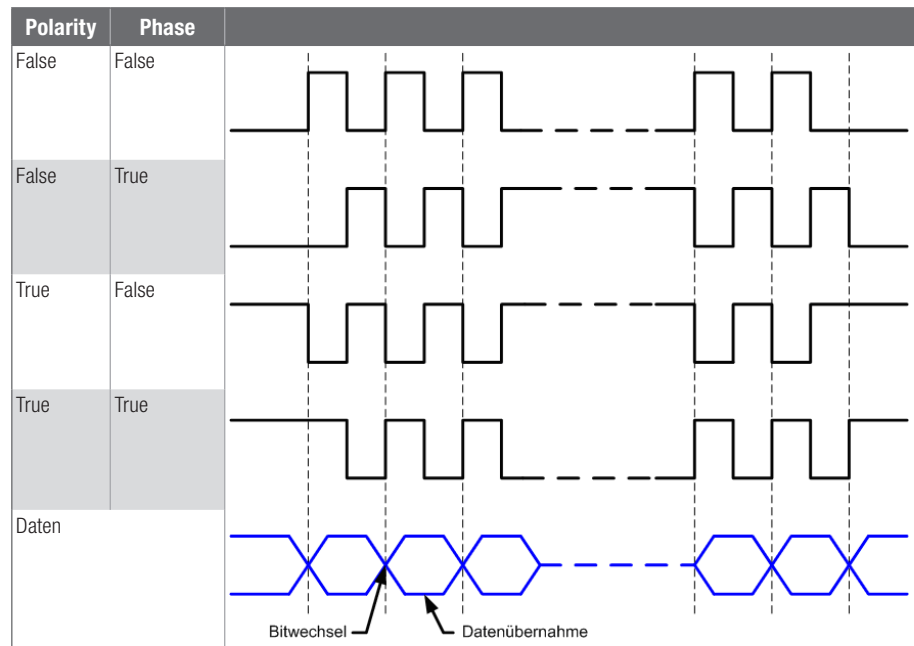 Polarity Phase
False False
False True
True False
True True
Daten
Bitwechsel Datenübernahme